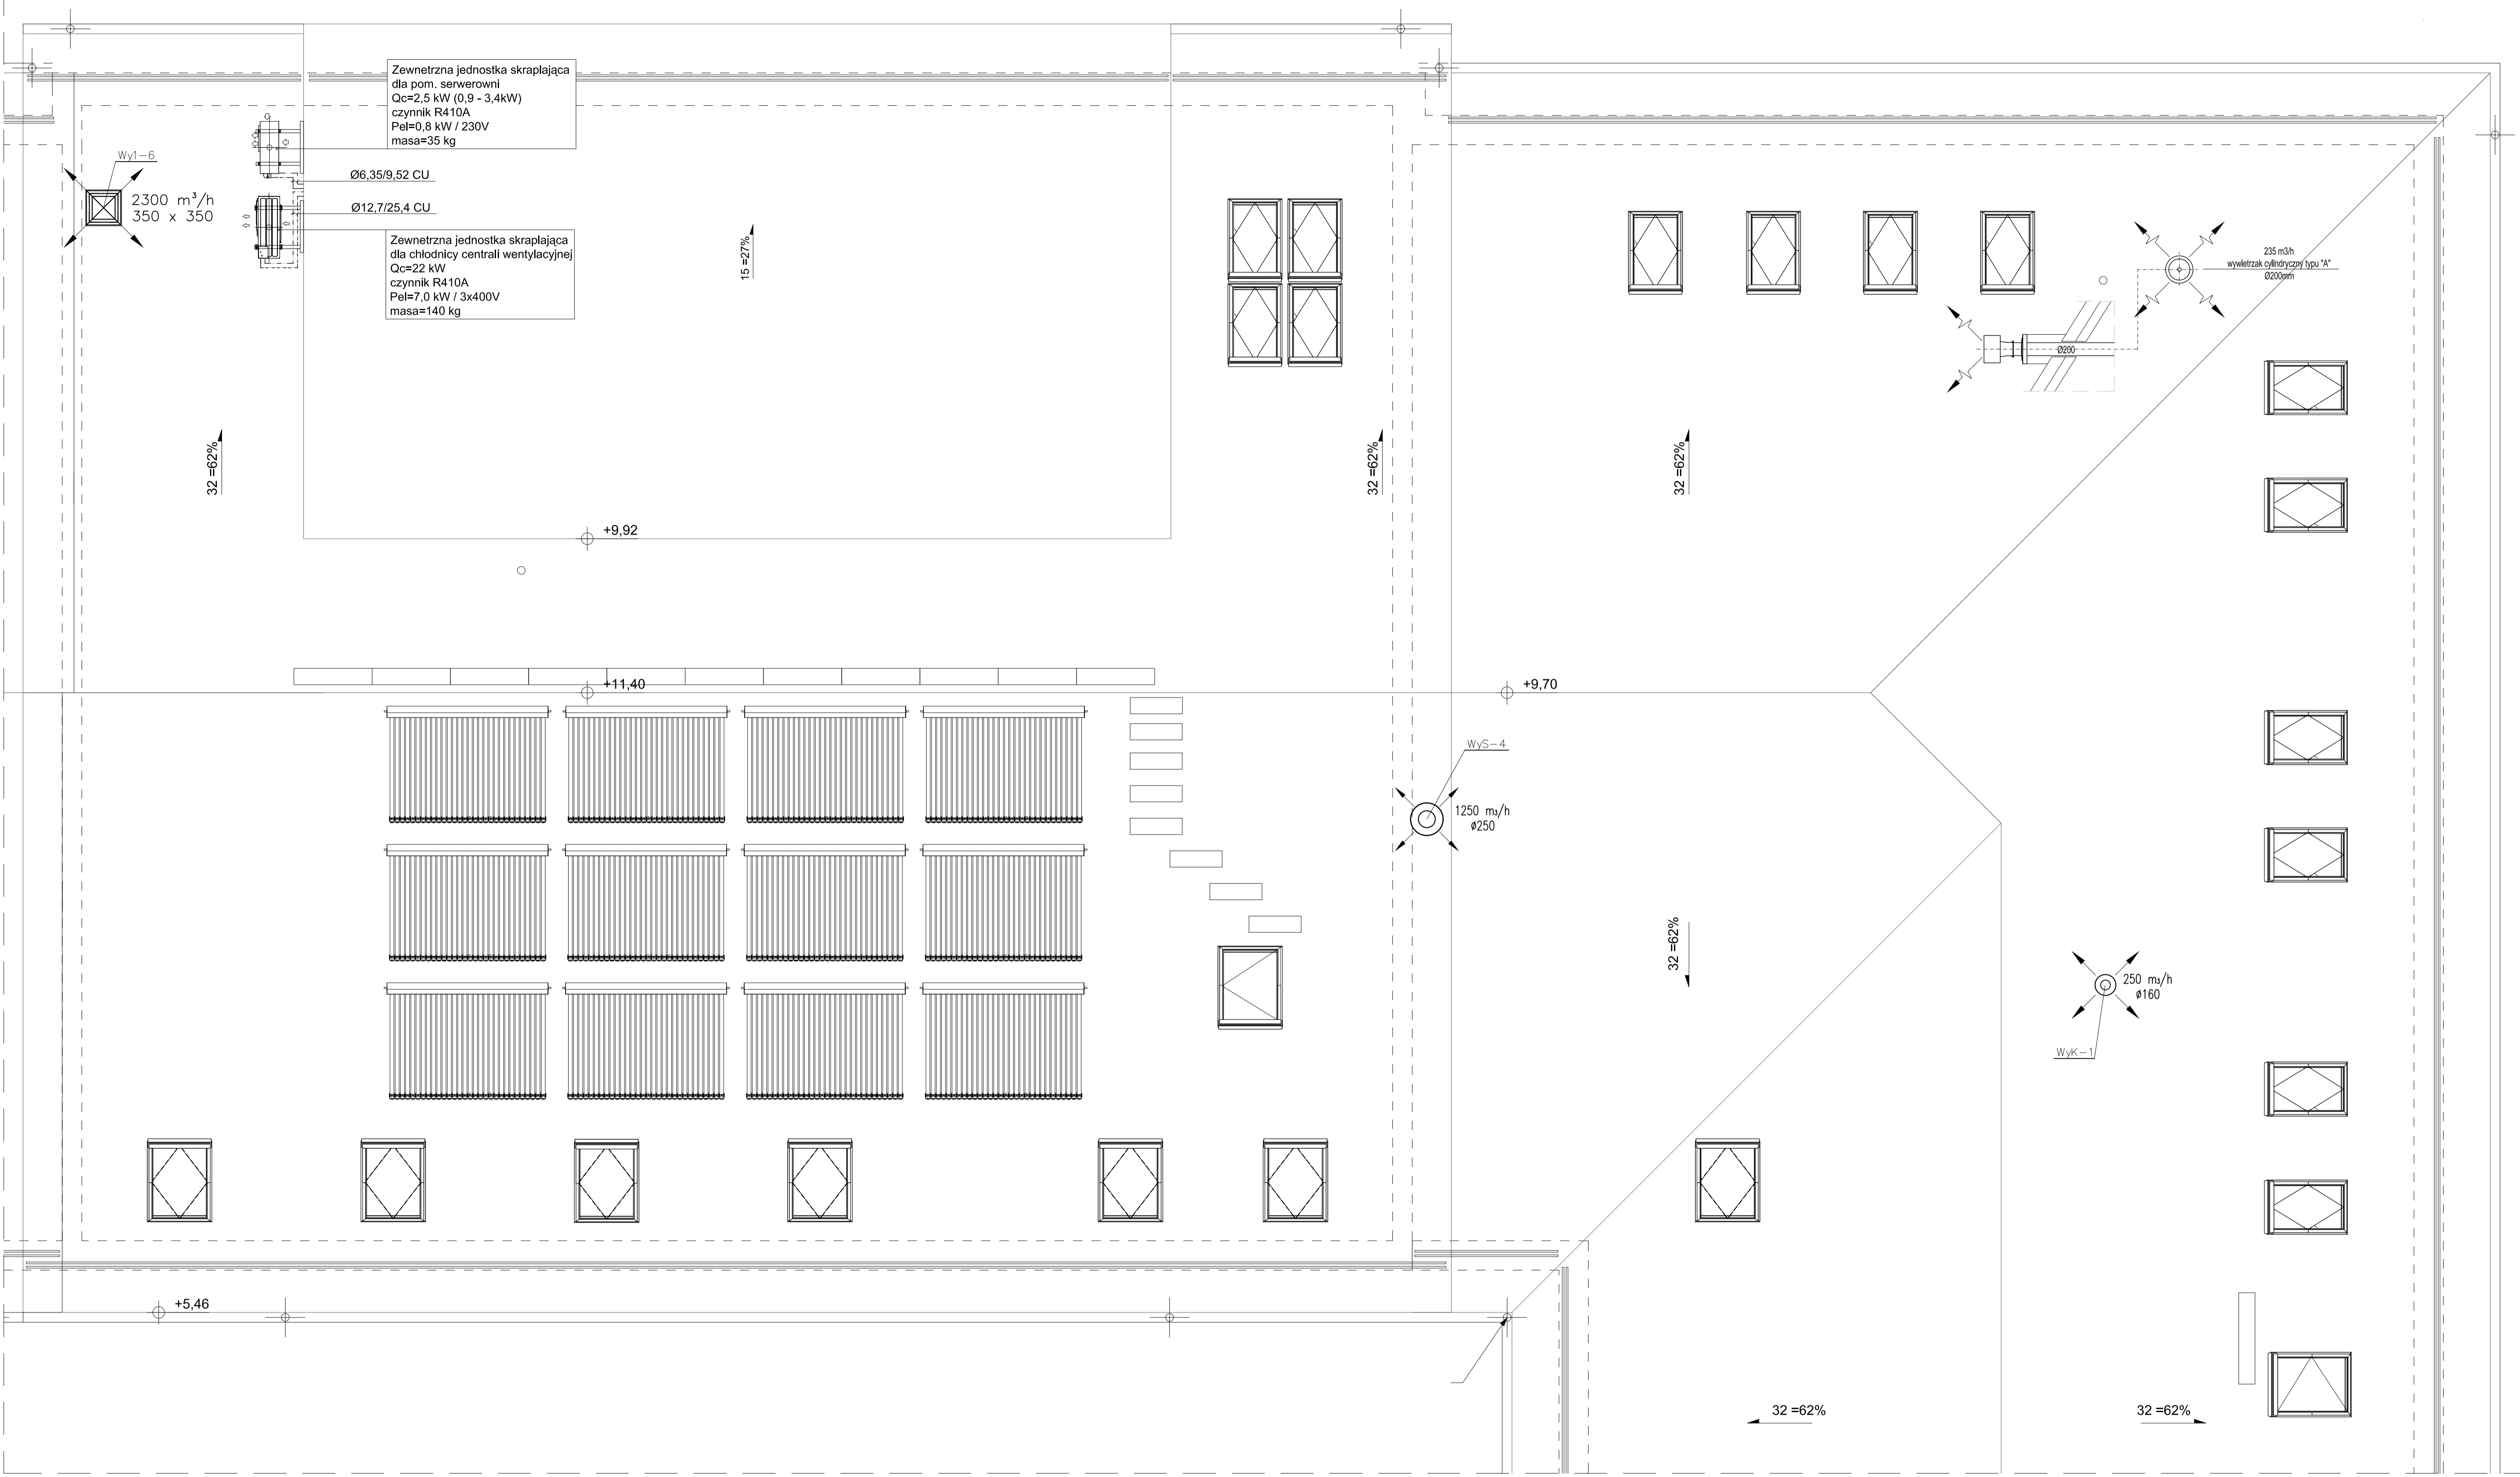 Zewnetrzna jednostka skraplająca
dla pom. serwerowni
Qc=2,5 kW (0,9 - 3,4kW)
czynnik R410A
Pel=0,8 kW / 230V
masa=35 kg
Wy1-6
2300 m³/h
350 x 350
Ø6,35/9,52 CU
Ø12,7/25,4 CU
Zewnetrzna jednostka skraplająca
dla chłodnicy centrali wentylacyjnej
Qc=22 kW
czynnik R410A
Pel=7,0 kW / 3x400V
masa=140 kg
15 =27%
235 m3/h
wywietrzak cylindryczny typu "A"
Ø200mm
Ø200
32 =62%
32 =62%
32 =62%
+9,92
+11,40
+9,70
WyS-4
1250 m₃/h
ø250
32 =62%
250 m₃/h
ø160
WyK-1
+5,46
32 =62%
32 =62%